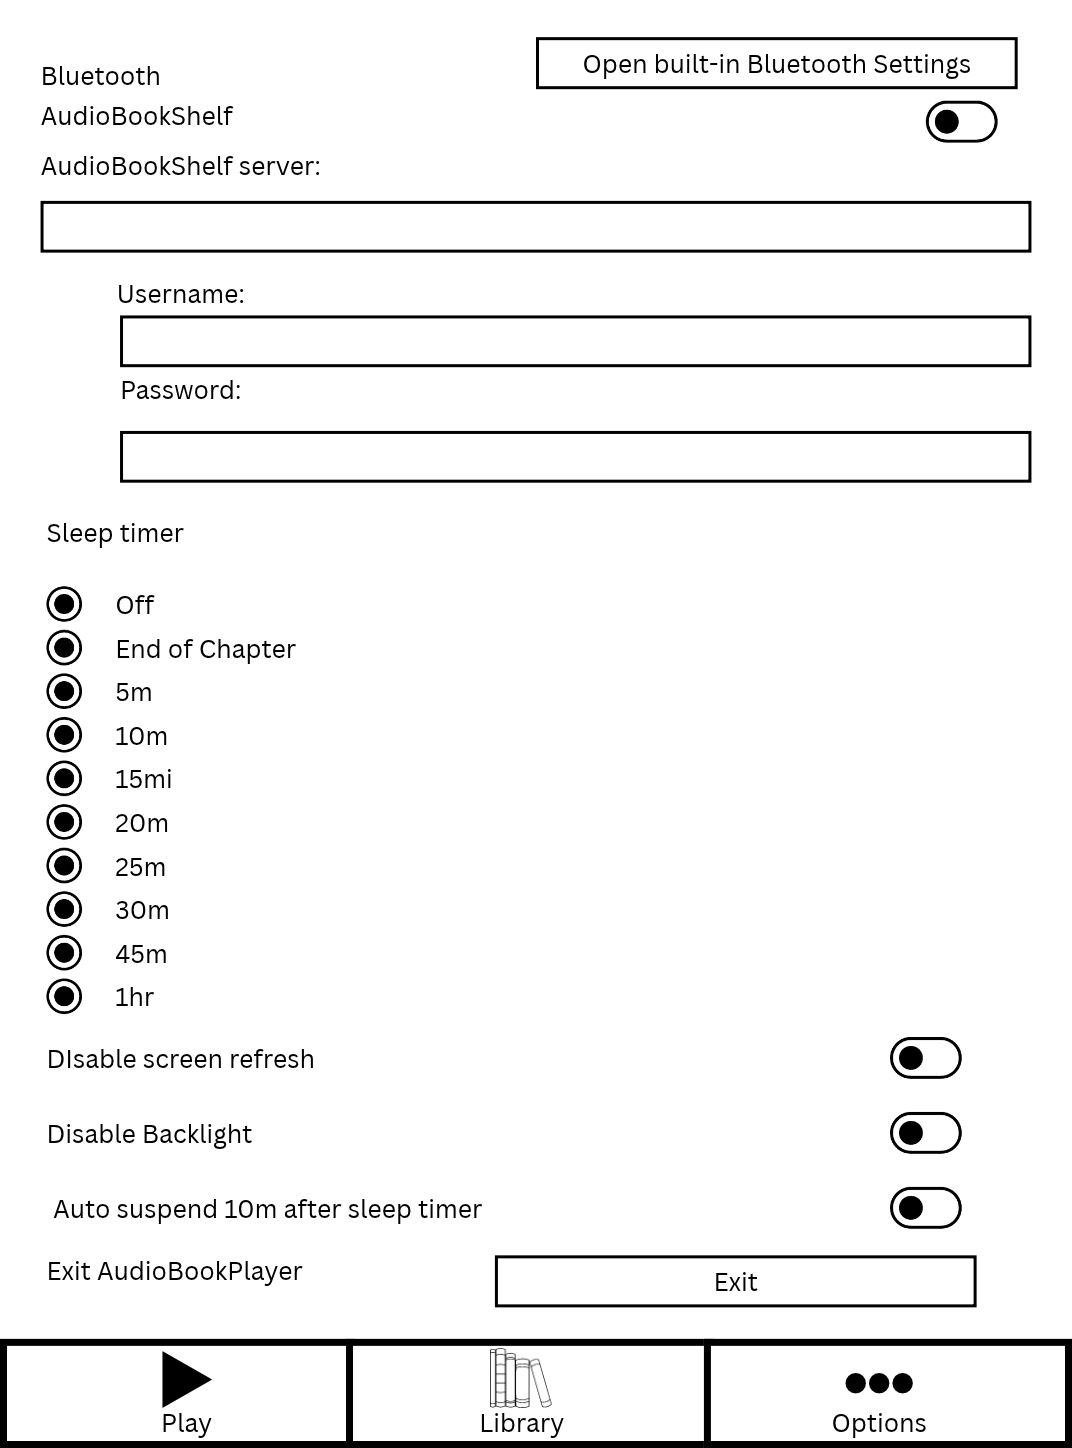 Bluetooth
Open built-in Bluetooth Settings
AudioBookShelf
AudioBookShelf server:
Username:
Password:
Sleep timer
Off
End of Chapter
5m
10m
15mi
20m
25m
30m
45m
1hr
DIsable screen refresh
Disable Backlight
Auto suspend 10m after sleep timer
Exit AudioBookPlayer
Exit
Play
Library
Options